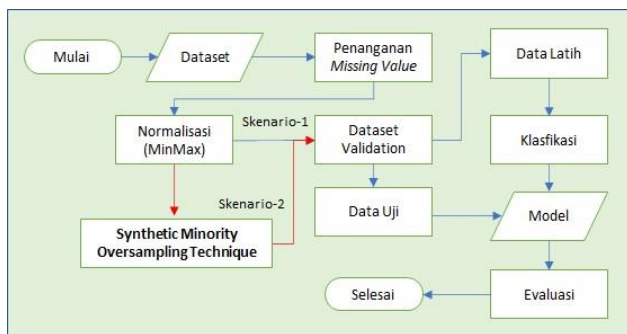 Mulai
Dataset
Penanganan
Missing Value
Data Latih
Normalisasi
(MinMax)
Skenario-1
Dataset
Validation
Klasfikasi
Skenario-2
Synthetic Minority
Oversampling Technique
Data Uji
Model
Selesai
Evaluasi